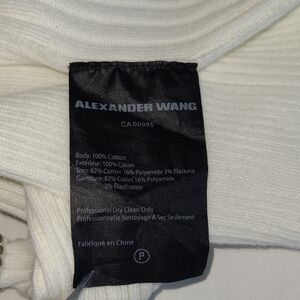 ALEXANDER WANG
CA 00965
Body: 100% Cotton
Extérieur: 100% Coton
Trim: 82% Cotton 16% Polyamide 2% Elastane
Garniture: 82% Coton 16% Polyamide
2% Elasthanne
Professional Dry Clean Only
Professionnelle Nettoyage A Sec Seulement
Fabriqué en Chine
P